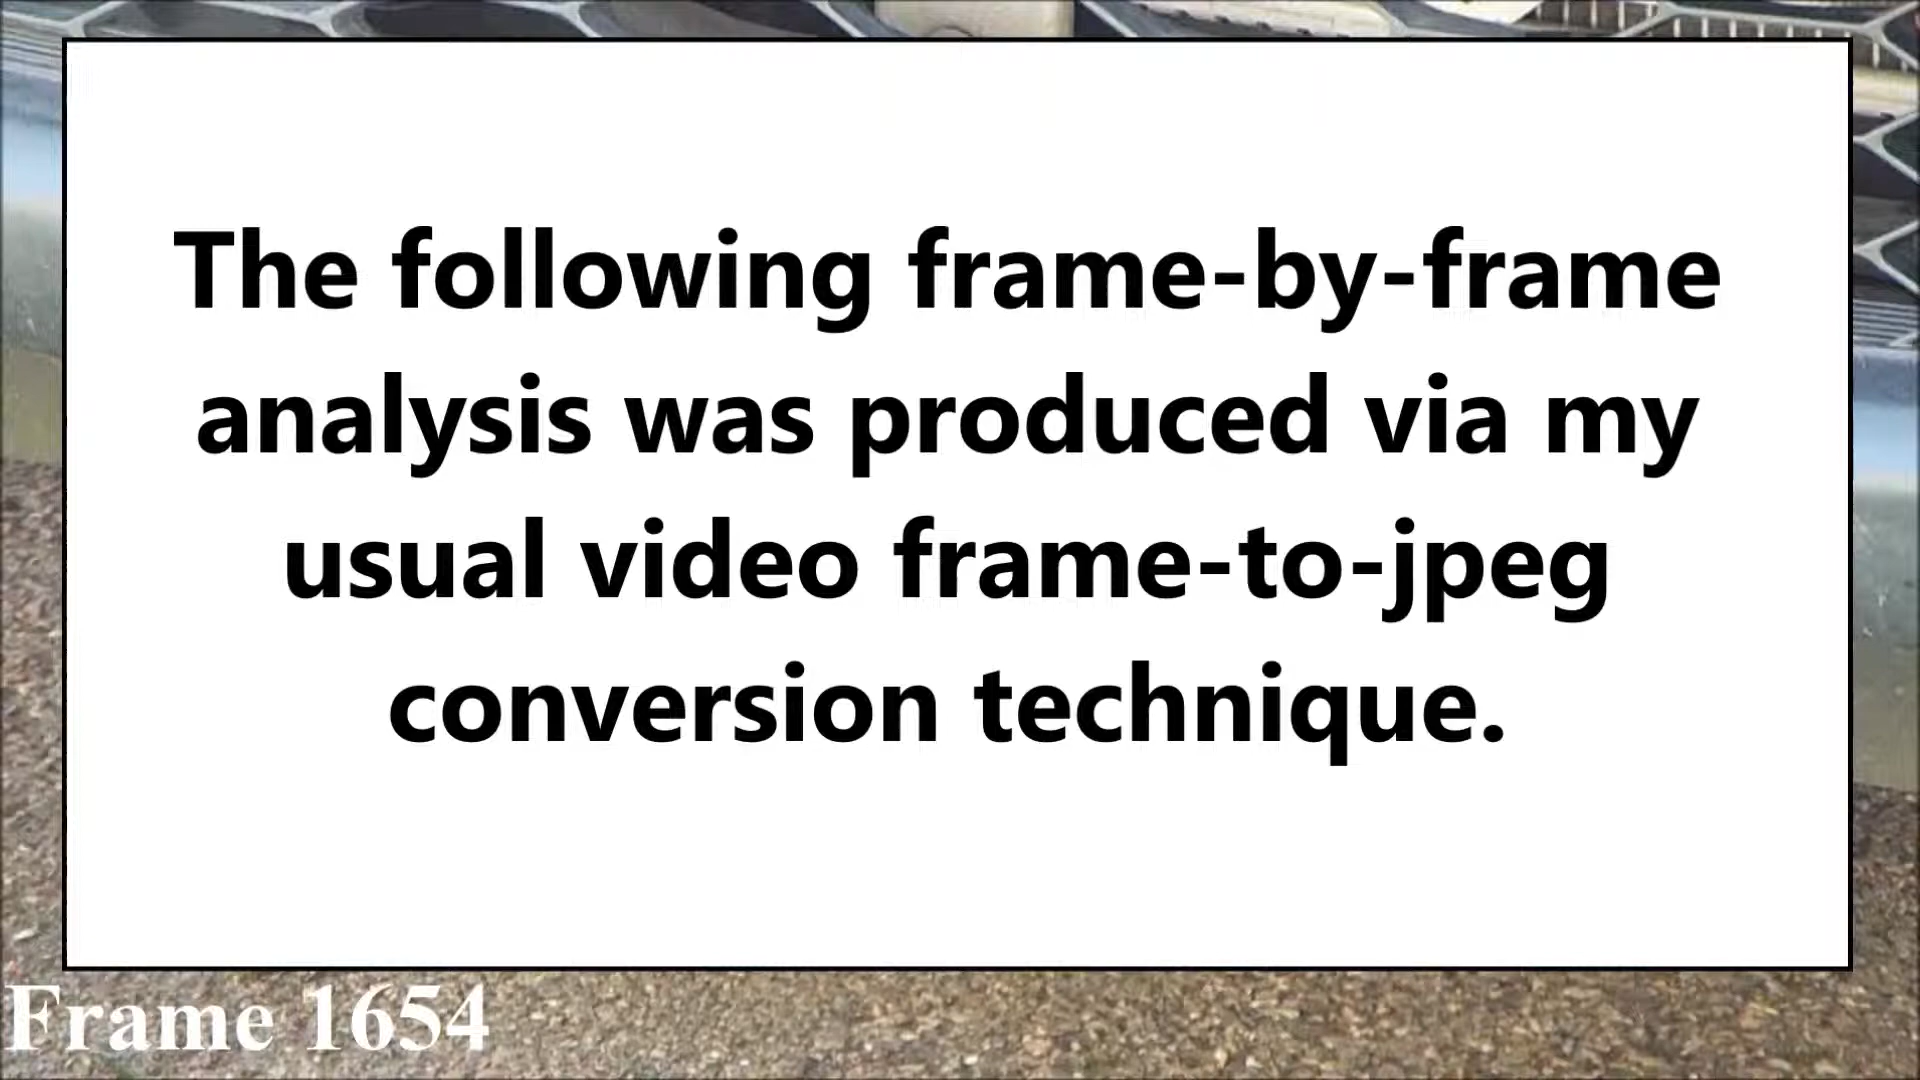 The following frame-by-frame
analysis was produced via my
usual video frame-to-jpeg
conversion technique.
Frame 1654